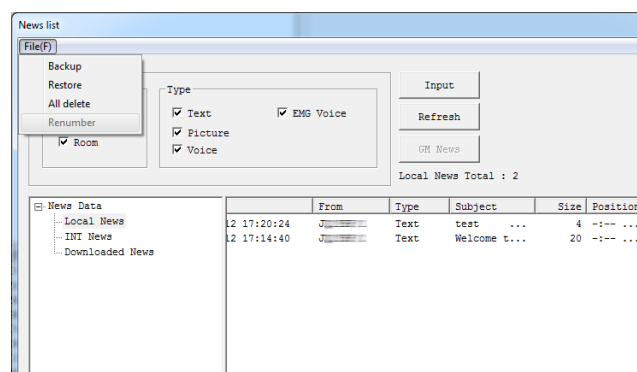 News list
File(F)
Backup
Restore
All delete
Renumber
Room
Type
Text
EMG Voice
Picture
Voice
Input
Refresh
GM News
Local News Total : 2
News Data
Local News
INT News
Downloaded News
From Type Subject Size Position
12 17:20:24 J Text test ... 4 -:-- ...
12 17:14:40 J Text Welcome t... 20 -:-- ...